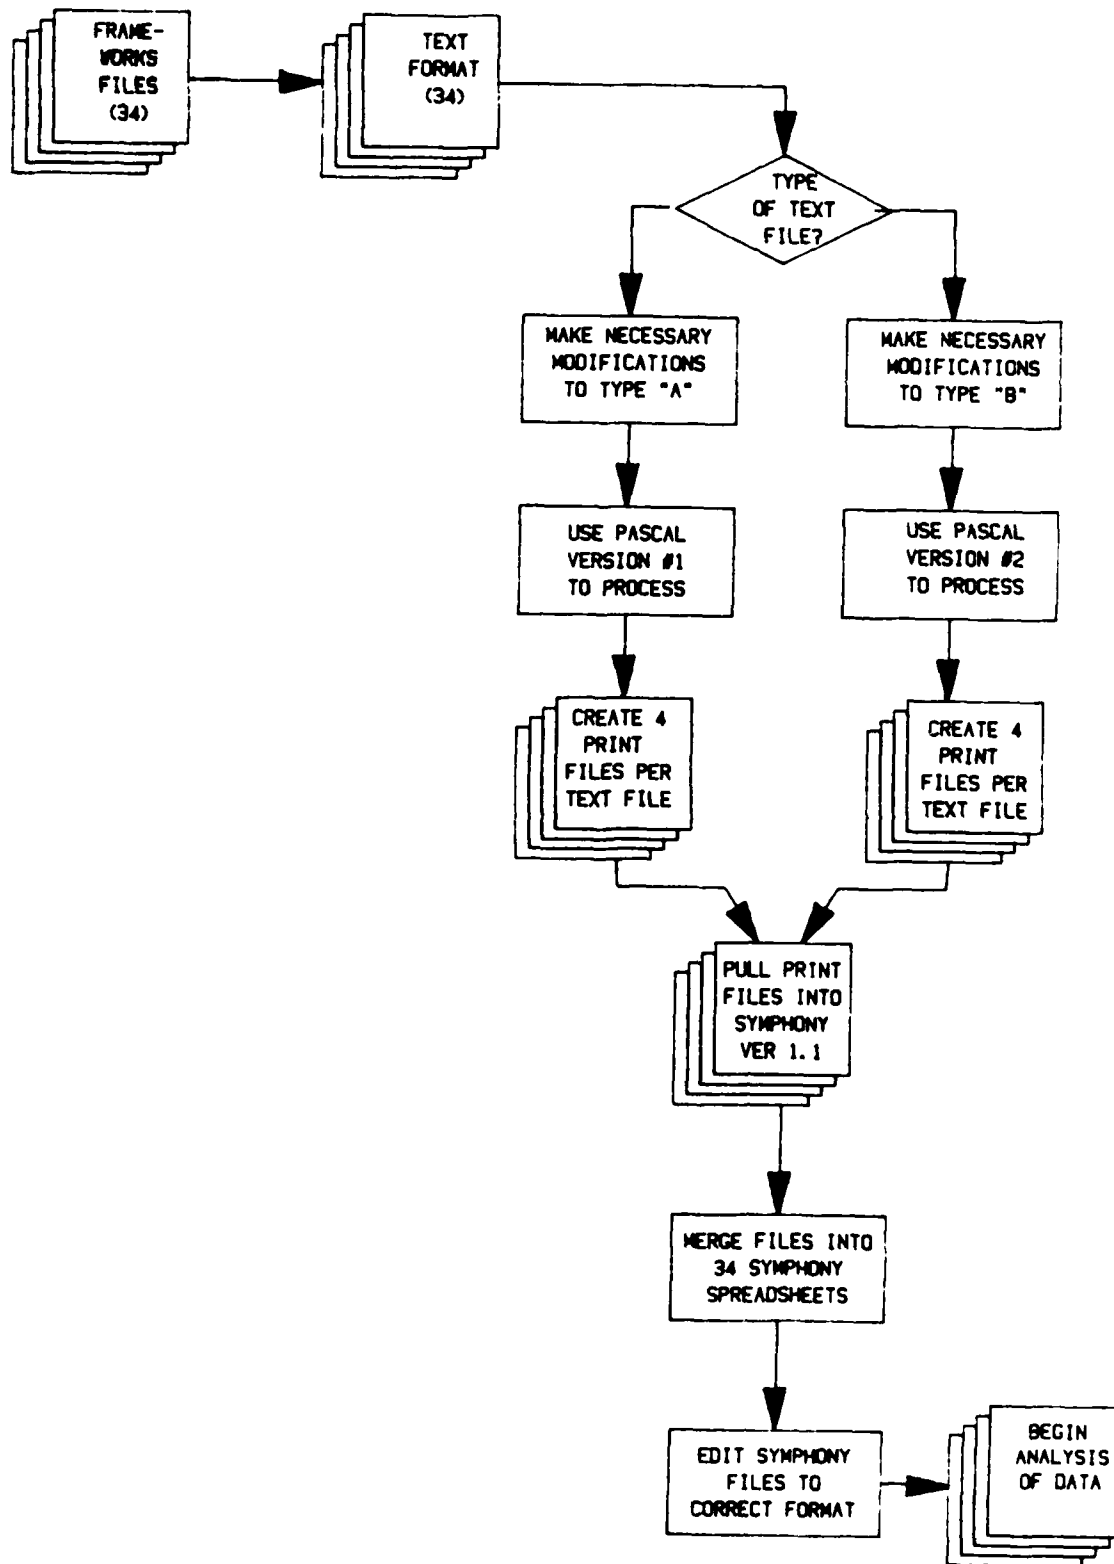 FRAME-
WORKS
FILES
(34)
TEXT
FORMAT
(34)
TYPE
OF TEXT
FILE?
MAKE NECESSARY
MODIFICATIONS
TO TYPE "A"
MAKE NECESSARY
MODIFICATIONS
TO TYPE "B"
USE PASCAL
VERSION #1
TO PROCESS
USE PASCAL
VERSION #2
TO PROCESS
CREATE 4
PRINT
FILES PER
TEXT FILE
CREATE 4
PRINT
FILES PER
TEXT FILE
PULL PRINT
FILES INTO
SYMPHONY
VER 1.1
MERGE FILES INTO
34 SYMPHONY
SPREADSHEETS
EDIT SYMPHONY
FILES TO
CORRECT FORMAT
BEGIN
ANALYSIS
OF DATA